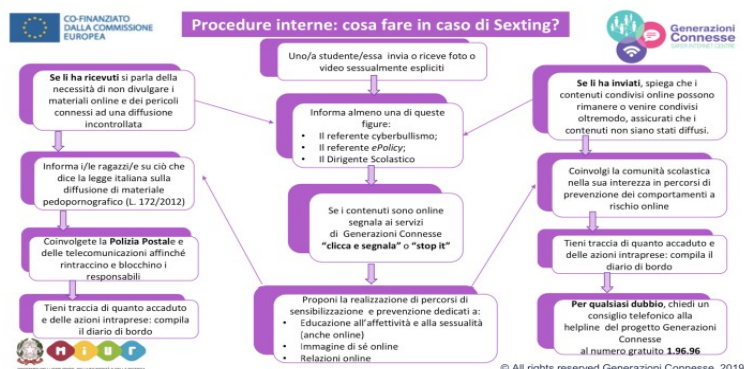 CO-FINANZIATO
DALLA COMMISSIONE
EUROPEA
Procedure interne: cosa fare in caso di Sexting?
Generazioni
Connesse
SAFER INTERNET CENTRE
Uno/a studente/essa invia o riceve foto o
video sessualmente espliciti
Se li ha ricevuti si parla della
necessità di non divulgare i
materiali online e dei pericoli
connessi ad una diffusione
incontrollata
Informa i/le ragazzi/e su ciò che
dice la legge italiana sulla
diffusione di materiale
pedopornografico (L. 172/2012)
Coinvolgete la Polizia Postale e
delle telecomunicazioni affinché
rintraccino e blocchino i
responsabili
Tieni traccia di quanto accaduto
e delle azioni intraprese: compila
il diario di bordo
Informa almeno una di queste
figure:
• Il referente cyberbullismo;
• Il referente ePolicy;
• Il Dirigente Scolastico
Se i contenuti sono online
segnala ai servizi
di Generazioni Connesse
“clicca e segnala” o “stop it”
Proponi la realizzazione di percorsi di
sensibilizzazione e prevenzione dedicati a:
• Educazione all’affettività e alla sessualità
(anche online)
• Immagine di sé online
• Relazioni online
Se li ha inviati, spiega che i
contenuti condivisi online possono
rimanere o venire condivisi
oltremodo, assicurati che i
contenuti non siano stati diffusi.
Coinvolgi la comunità scolastica
nella sua interezza in percorsi di
prevenzione dei comportamenti a
rischio online
Tieni traccia di quanto accaduto e
delle azioni intraprese: compila il
diario di bordo
Per qualsiasi dubbio, chiedi un
consiglio telefonico alla
helpline del progetto Generazioni
Connesse
al numero gratuito 1.96.96
MIUR
© All rights reserved Generazioni Connesse, 2019